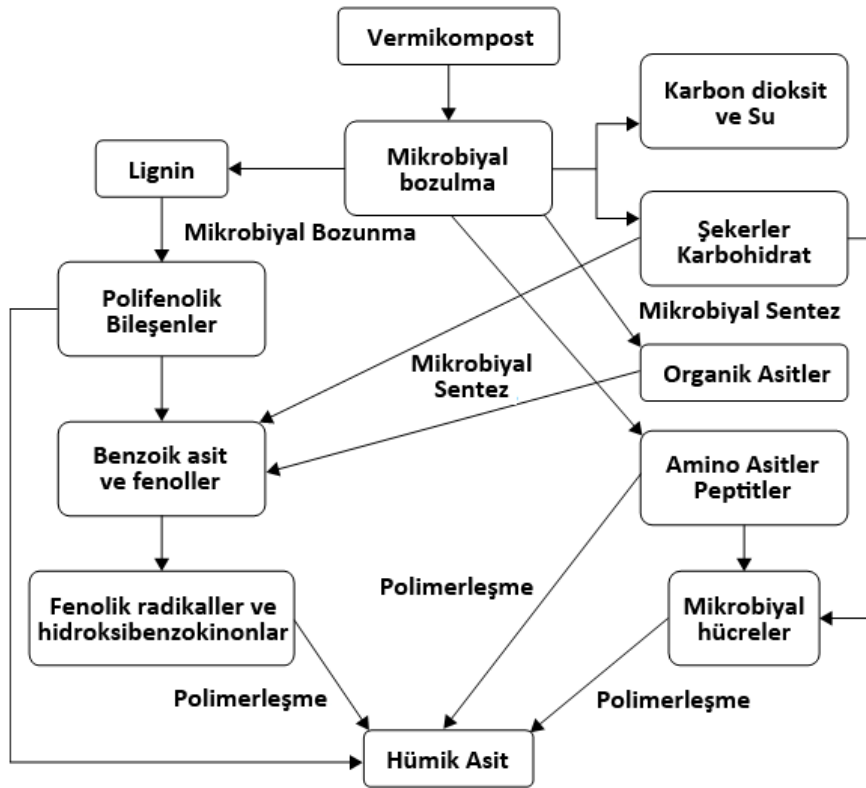 Vermikompost
Karbon dioksit
ve Su
Mikrobiyal
bozulma
Lignin
Mikrobiyal Bozunma
Şekerler
Karbohidrat
Polifenolik
Bileşenler
Mikrobiyal Sentez
Mikrobiyal
Sentez
Organik Asitler
Benzoik asit
ve fenoller
Amino Asitler
Peptitler
Polimerleşme
Fenolik radikaller ve
hidroksibenzokinonlar
Mikrobiyal
hücreler
Polimerleşme
Polimerleşme
Hümik Asit